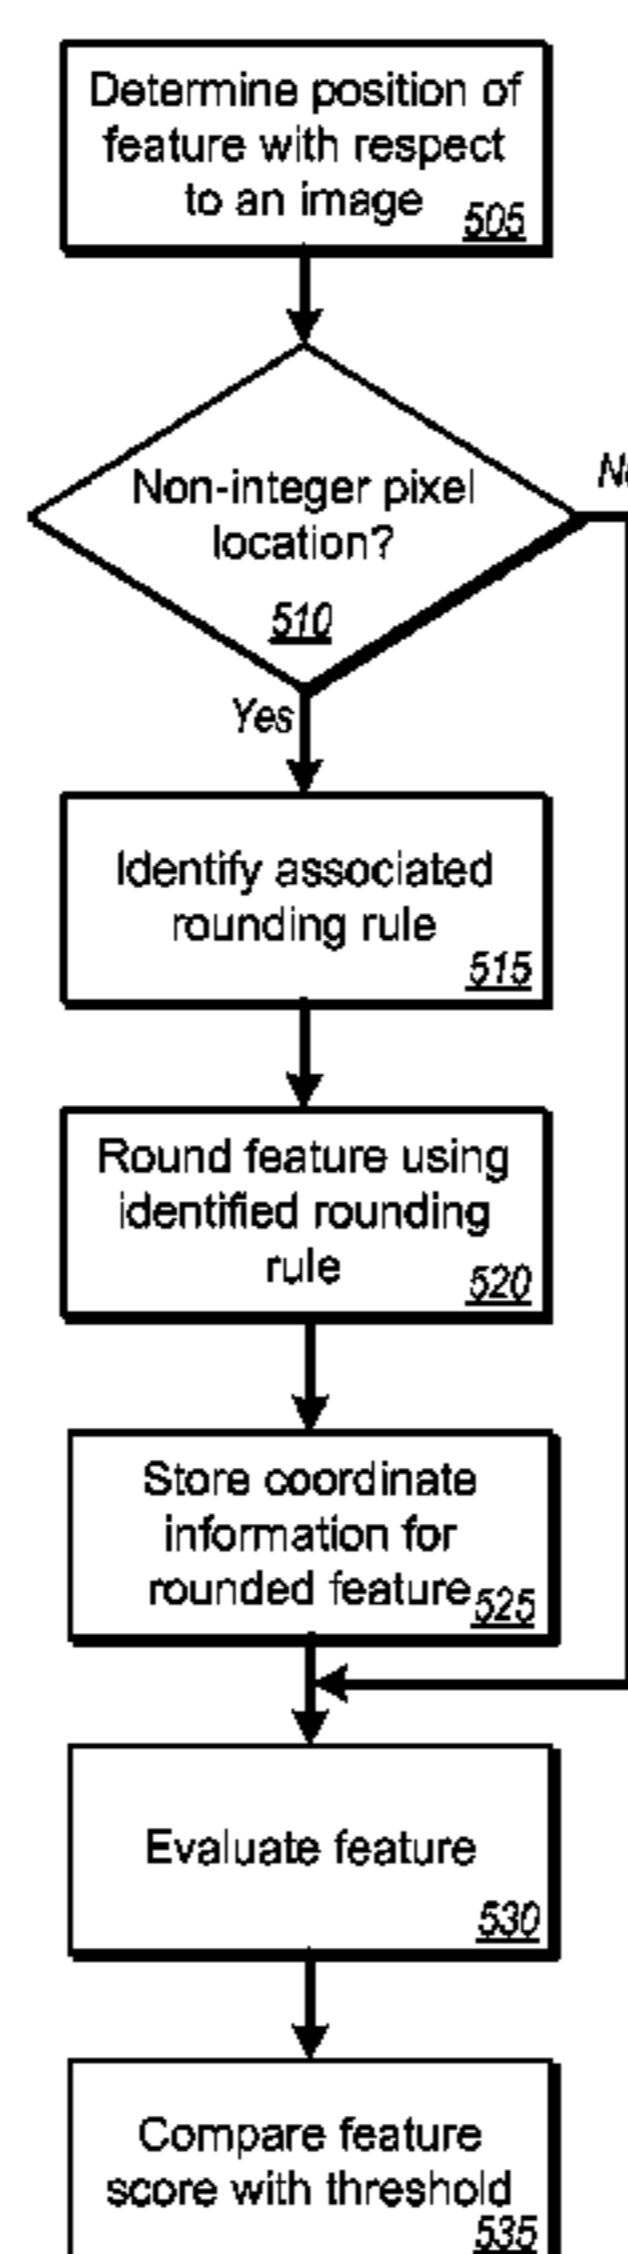 Determine position of
feature with respect
to an image
505
Non-integer pixel
location?
510
Yes
Identify associated
rounding rule
515
Round feature using
identified rounding
rule
520
Store coordinate
information for
rounded feature
525
Evaluate feature
530
Compare feature
score with threshold
535